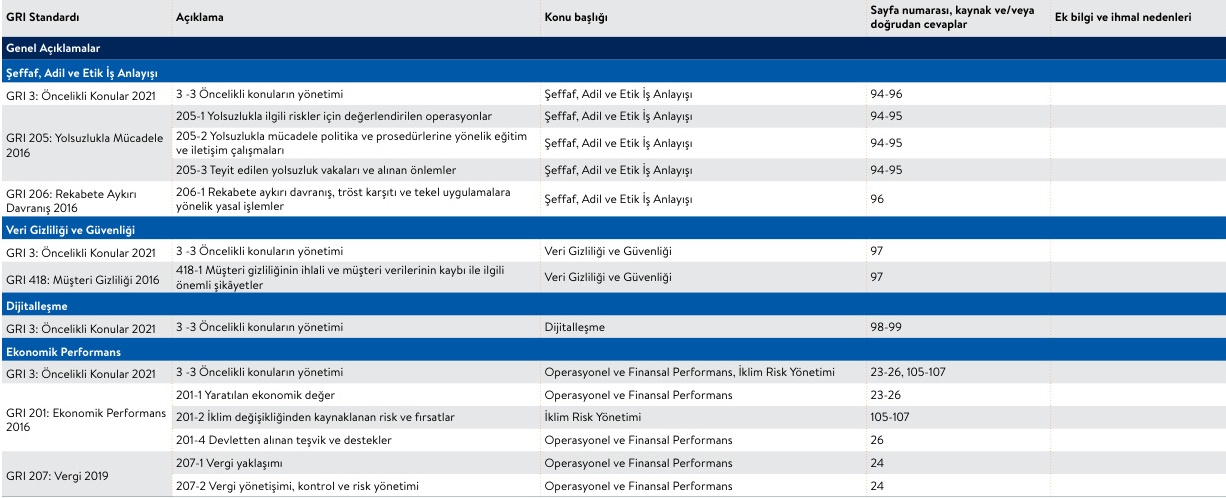 GRI Standardı
Açıklama
Konu başlığı
Sayfa numarası, kaynak ve/veya
doğrudan cevaplar
Ek bilgi ve ihmal nedenleri
Genel Açıklamalar
Şeffaf, Adil ve Etik İş Anlayışı
GRI 3: Öncelikli Konular 2021
3 -3 Öncelikli konuların yönetimi
Şeffaf, Adil ve Etik İş Anlayışı
94-96
GRI 205: Yolsuzlukla Mücadele
2016
205-1 Yolsuzlukla ilgili riskler için değerlendirilen operasyonlar
Şeffaf, Adil ve Etik İş Anlayışı
94-95
205-2 Yolsuzlukla mücadele politika ve prosedürlerine yönelik eğitim
ve iletişim çalışmaları
Şeffaf, Adil ve Etik İş Anlayışı
94-95
205-3 Teyit edilen yolsuzluk vakaları ve alınan önlemler
Şeffaf, Adil ve Etik İş Anlayışı
94-95
GRI 206: Rekabete Aykırı
Davranış 2016
206-1 Rekabete aykırı davranış, tröst karşıtı ve tekel uygulamalara
yönelik yasal işlemler
Şeffaf, Adil ve Etik İş Anlayışı
96
Veri Gizliliği ve Güvenliği
GRI 3: Öncelikli Konular 2021
3 -3 Öncelikli konuların yönetimi
Veri Gizliliği ve Güvenliği
97
GRI 418: Müşteri Gizliliği 2016
418-1 Müşteri gizliliğinin ihlali ve müşteri verilerinin kaybı ile ilgili
önemli şikâyetler
Veri Gizliliği ve Güvenliği
97
Dijitalleşme
GRI 3: Öncelikli Konular 2021
3 -3 Öncelikli konuların yönetimi
Dijitalleşme
98-99
Ekonomik Performans
GRI 3: Öncelikli Konular 2021
3 -3 Öncelikli konuların yönetimi
Operasyonel ve Finansal Performans, İklim Risk Yönetimi
23-26, 105-107
GRI 201: Ekonomik Performans
2016
201-1 Yaratılan ekonomik değer
Operasyonel ve Finansal Performans
23-26
201-2 İklim değişikliğinden kaynaklanan risk ve fırsatlar
İklim Risk Yönetimi
105-107
201-4 Devletten alınan teşvik ve destekler
Operasyonel ve Finansal Performans
26
GRI 207: Vergi 2019
207-1 Vergi yaklaşımı
Operasyonel ve Finansal Performans
24
207-2 Vergi yönetişimi, kontrol ve risk yönetimi
Operasyonel ve Finansal Performans
24